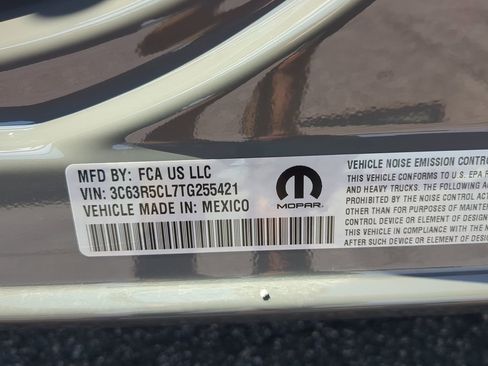 MFD BY: FCA US LLC
VIN: 3C63R5CL7TG255421
VEHICLE MADE IN: MEXICO
MOPAR.
VEHICLE NOISE EMISSION CONTRO
THIS VEHICLE CONFORMS TO U.S. EPA R
AND HEAVY TRUCKS. THE FOLLOWING A
PROHIBITED BY THE NOISE CONTROL ACT
OTHER THAN FOR PURPOSES OF MAINTEN
CONTROL DEVICE OR ELEMENT OF DESI
THIS VEHICLE IN COMPLIANCE WITH THE N
AFTER SUCH DEVICE OR ELEMENT OF DESIGN